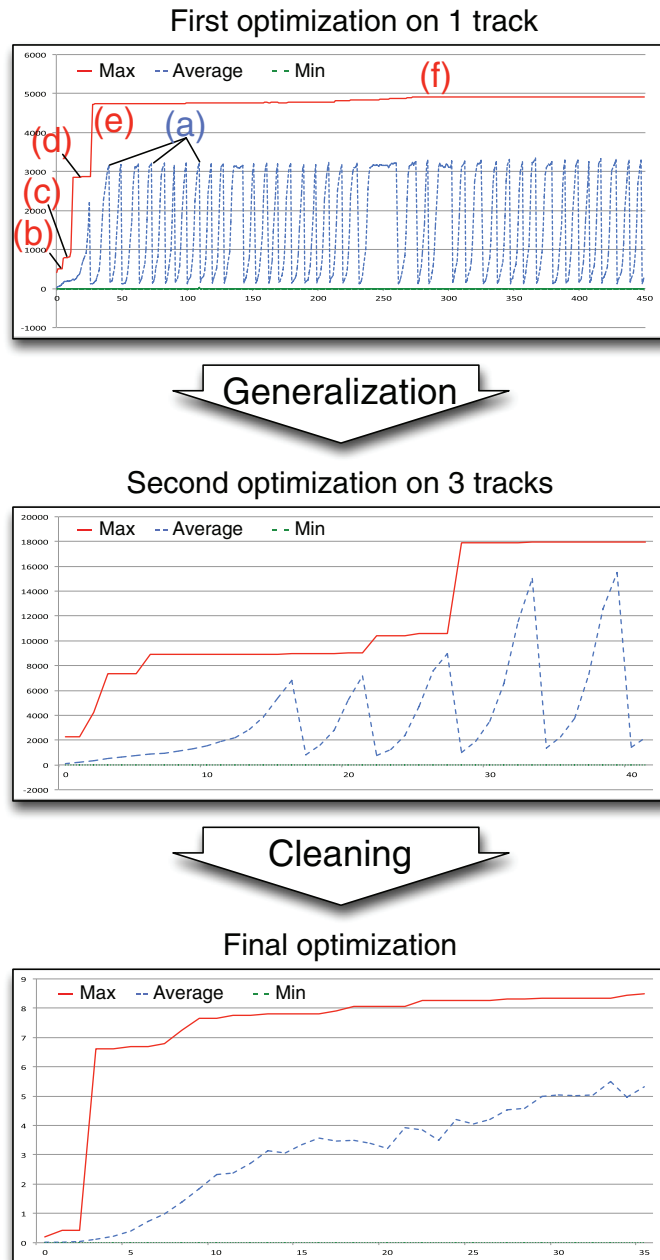 First optimization on 1 track
6000
Max Average Min
(f)
5000
(e)
(a)
4000
(d)
3000
(c)
2000
(b)
1000
0
0 50 100 150 200 250 300 350 400 450
-1000
Generalization
Second optimization on 3 tracks
20000
Max Average Min
18000
16000
14000
12000
10000
8000
6000
4000
2000
0
0 10 20 30 40
-2000
Cleaning
Final optimization
9
Max Average Min
8
7
6
5
4
3
2
1
0
0 5 10 15 20 25 30 35